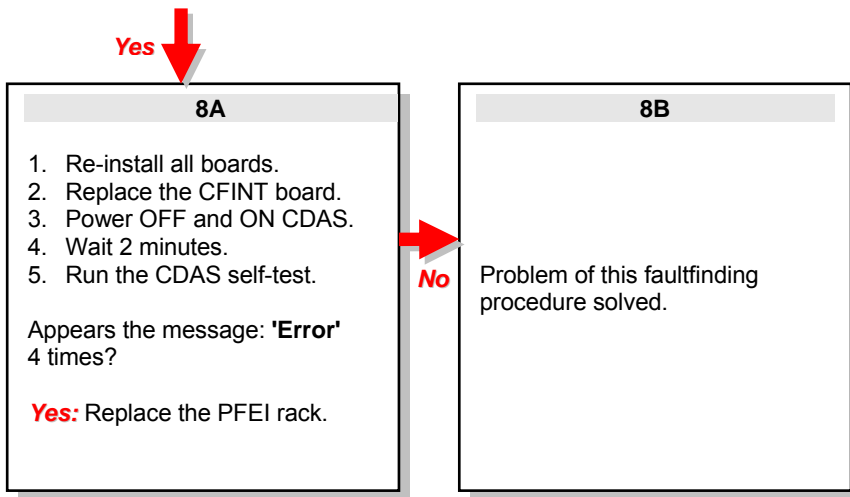 Yes
8A
1. Re-install all boards.
2. Replace the CFINT board.
3. Power OFF and ON CDAS.
4. Wait 2 minutes.
5. Run the CDAS self-test.
Appears the message: 'Error'
4 times?
Yes: Replace the PFEI rack.
No
8B
Problem of this faultfinding
procedure solved.